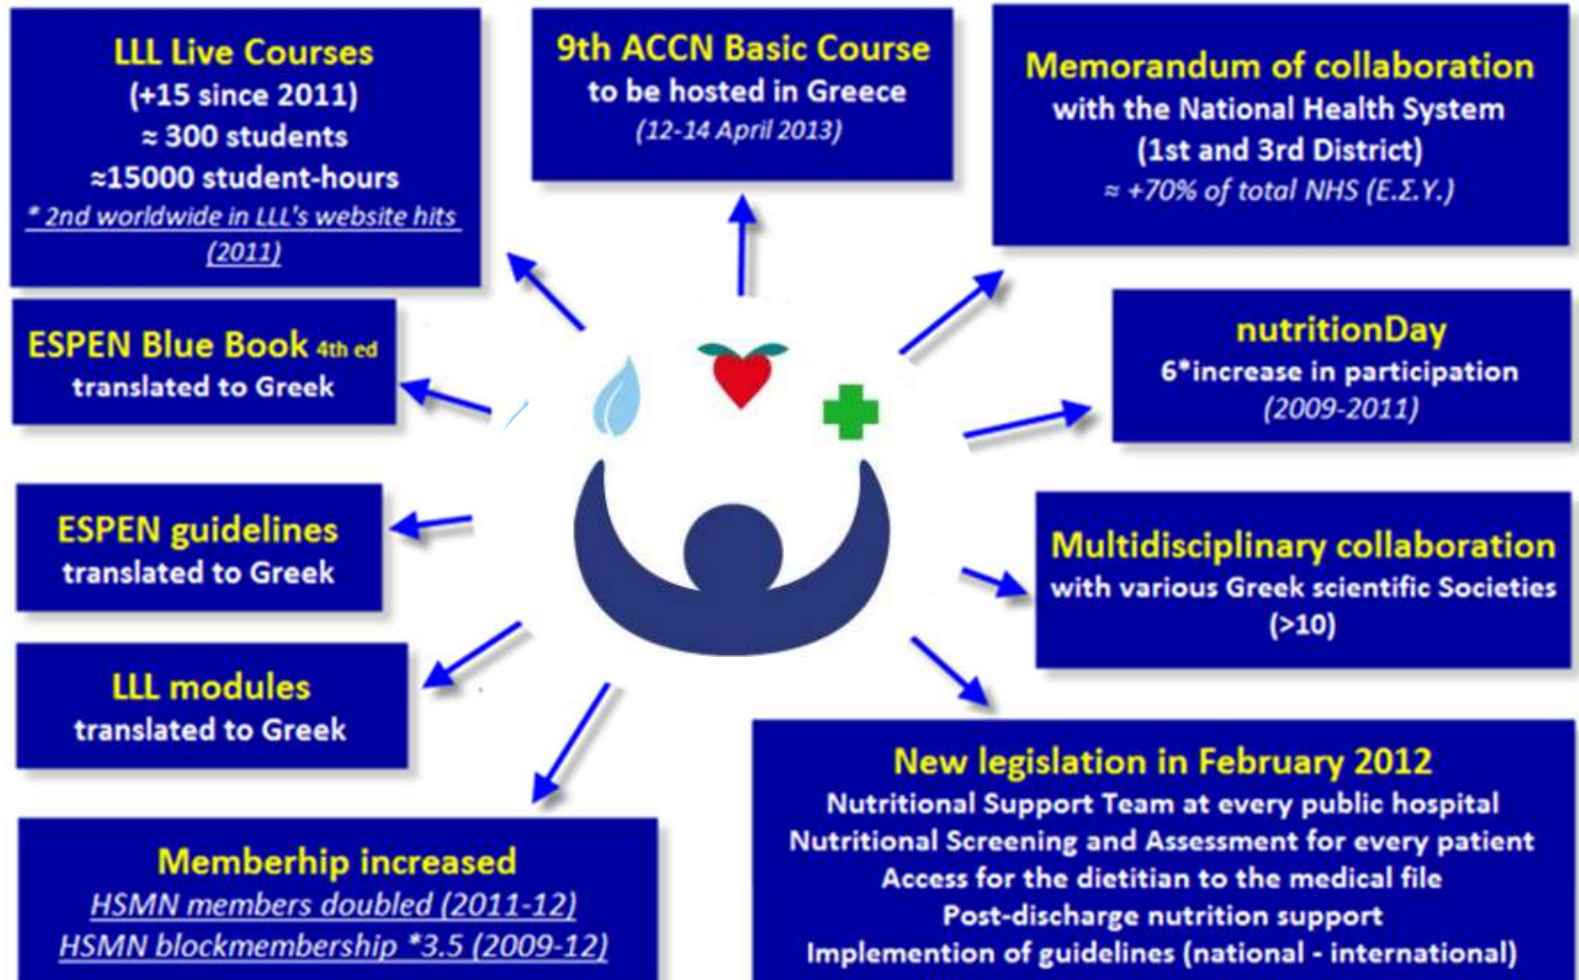 LLL Live Courses
(+15 since 2011)
≈ 300 students
≈15000 student-hours
* 2nd worldwide in LLL's website hits
(2011)
9th ACCN Basic Course
to be hosted in Greece
(12-14 April 2013)
Memorandum of collaboration
with the National Health System
(1st and 3rd District)
≈ +70% of total NHS (Ε.Σ.Υ.)
ESPEN Blue Book 4th ed
translated to Greek
nutritionDay
6*increase in participation
(2009-2011)
ESPEN guidelines
translated to Greek
Multidisciplinary collaboration
with various Greek scientific Societies
(>10)
LLL modules
translated to Greek
New legislation in February 2012
Nutritional Support Team at every public hospital
Nutritional Screening and Assessment for every patient
Access for the dietitian to the medical file
Post-discharge nutrition support
Implemention of guidelines (national - international)
Memberhip increased
HSMN members doubled (2011-12)
HSMN blockmembership *3.5 (2009-12)